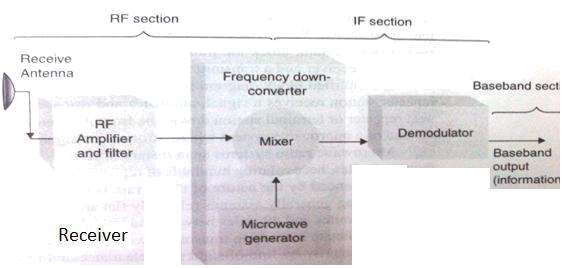 RF section
IF section
Receive
Antenna
Frequency down-
converter
Baseband secti
RF
Amplifier
and filter
Mixer
Demodulator
Baseband
output
(information
Microwave
generator
Receiver